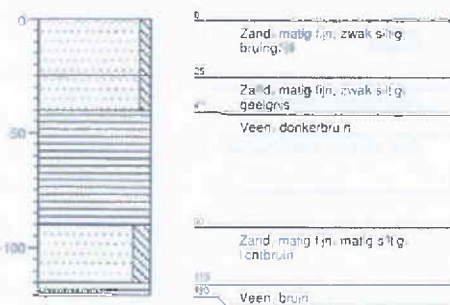 0
0
Zand, matig fijn, zwak siltig,
25
Zand, matig fijn, zwak siltig,
geelgrijs
-50
Veen, donkerbruin
90
-100
Zand, matig fijn, matig siltig,
lichtbruin
Veen, bruin